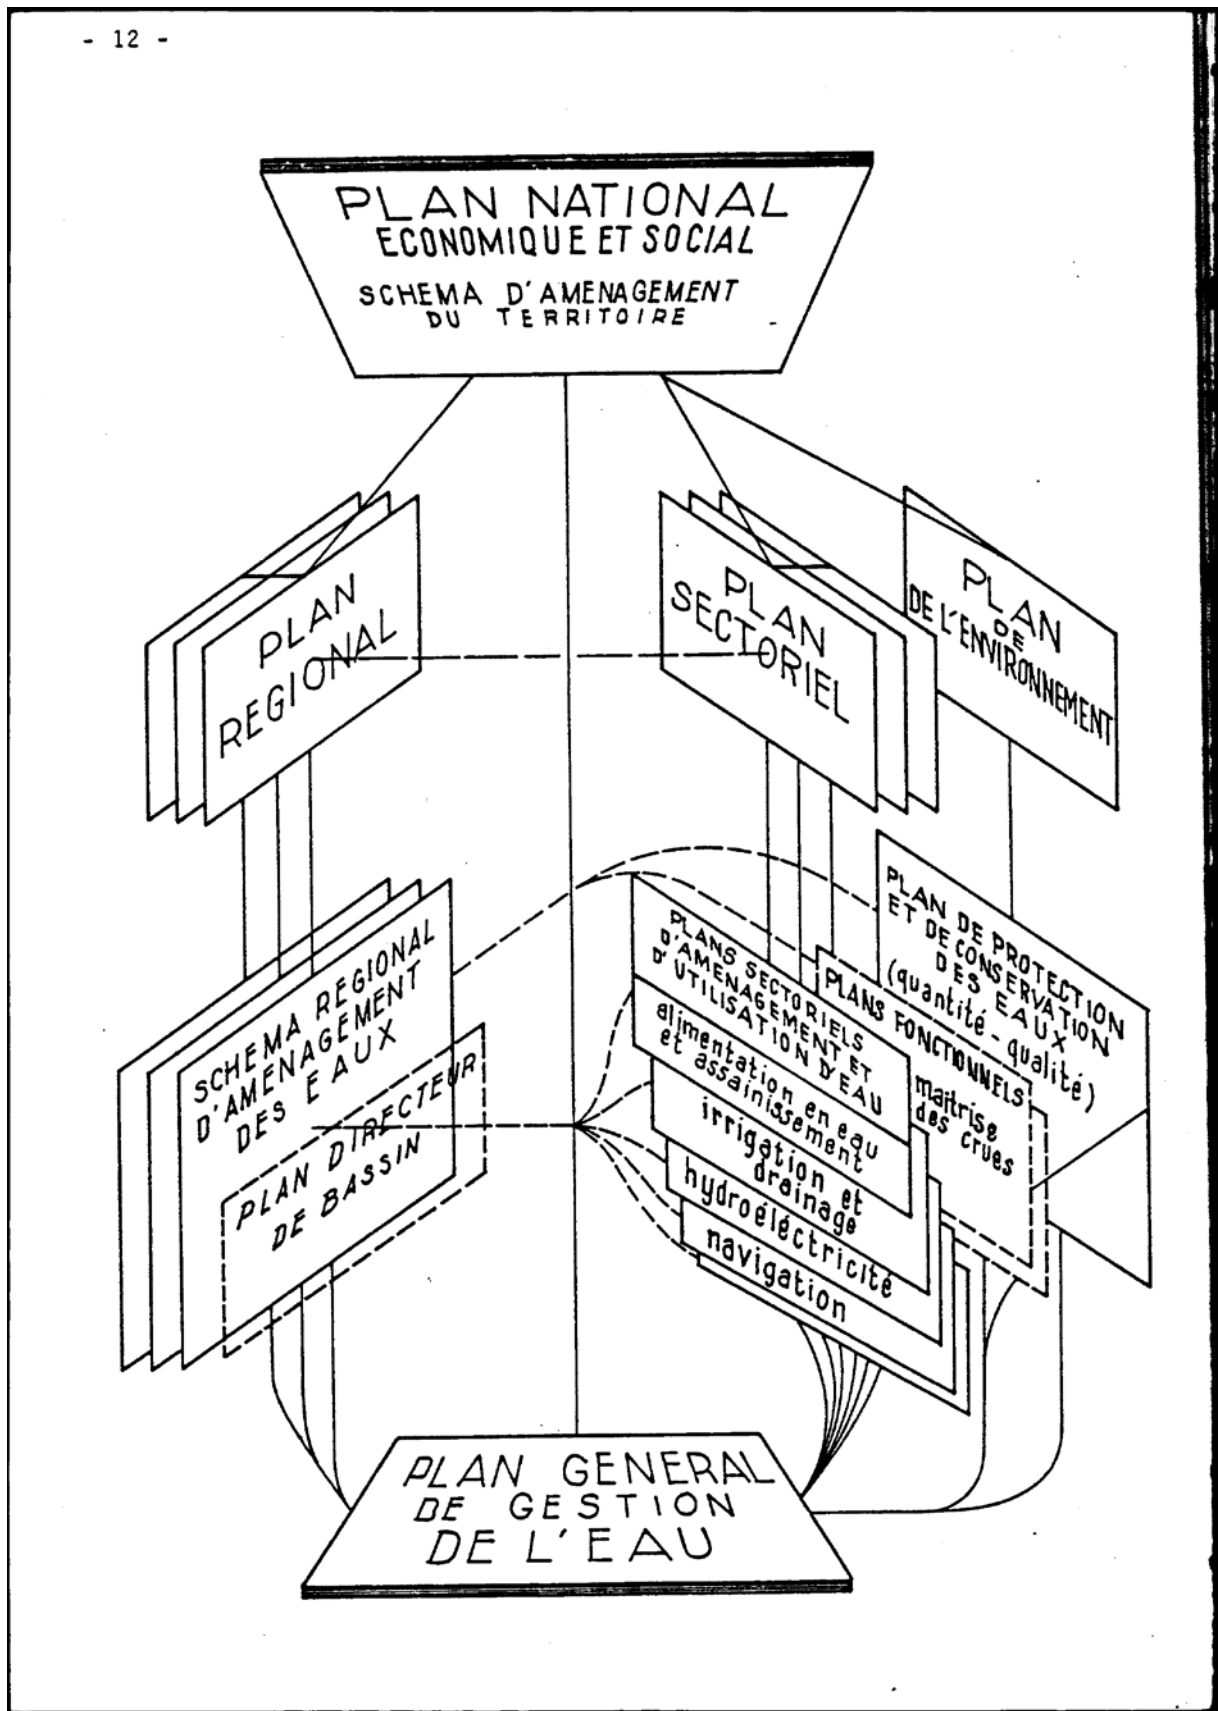 - 12 -
PLAN NATIONAL
ECONOMIQUE ET SOCIAL
SCHEMA D'AMENAGEMENT
DU TERRITOIRE
PLAN
REGIONAL
PLAN
SECTORIEL
PLAN
DE
DE L'ENVIRONNEMENT
SCHEMA REGIONAL
D'AMENAGEMENT
DES EAUX
PLAN DIRECTEUR
DE BASSIN
PLANS SECTORIELS
D'AMENAGEMENT ET
D'UTILISATION D'EAU
alimentation en eau
et assainissement
irrigation et
drainage
hydroéléctricité
navigation
PLANS FONCTIONNELS
maitrise
des crues
PLAN DE PROTECTION
ET DE CONSERVATION
DES EAUX
(quantité - qualité)
PLAN GENERAL
DE GESTION
DE L'EAU